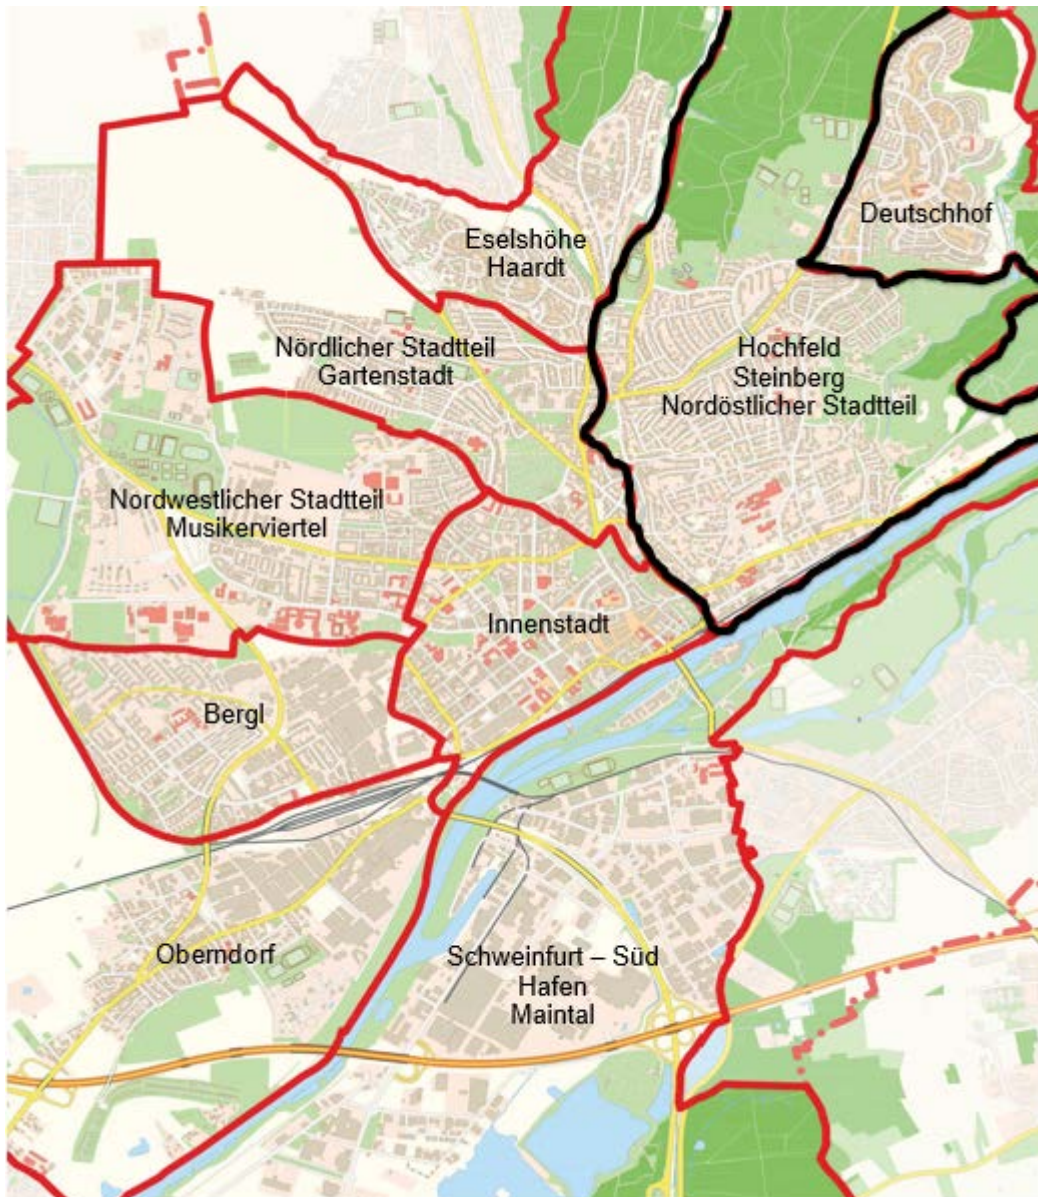 Deutschhof
Eselshöhe
Haardt
Nördlicher Stadtteil
Gartenstadt
Hochfeld
Steinberg
Nordöstlicher Stadtteil
Nordwestlicher Stadtteil
Musikerviertel
Innenstadt
Bergl
Oberndorf
Schweinfurt – Süd
Hafen
Maintal